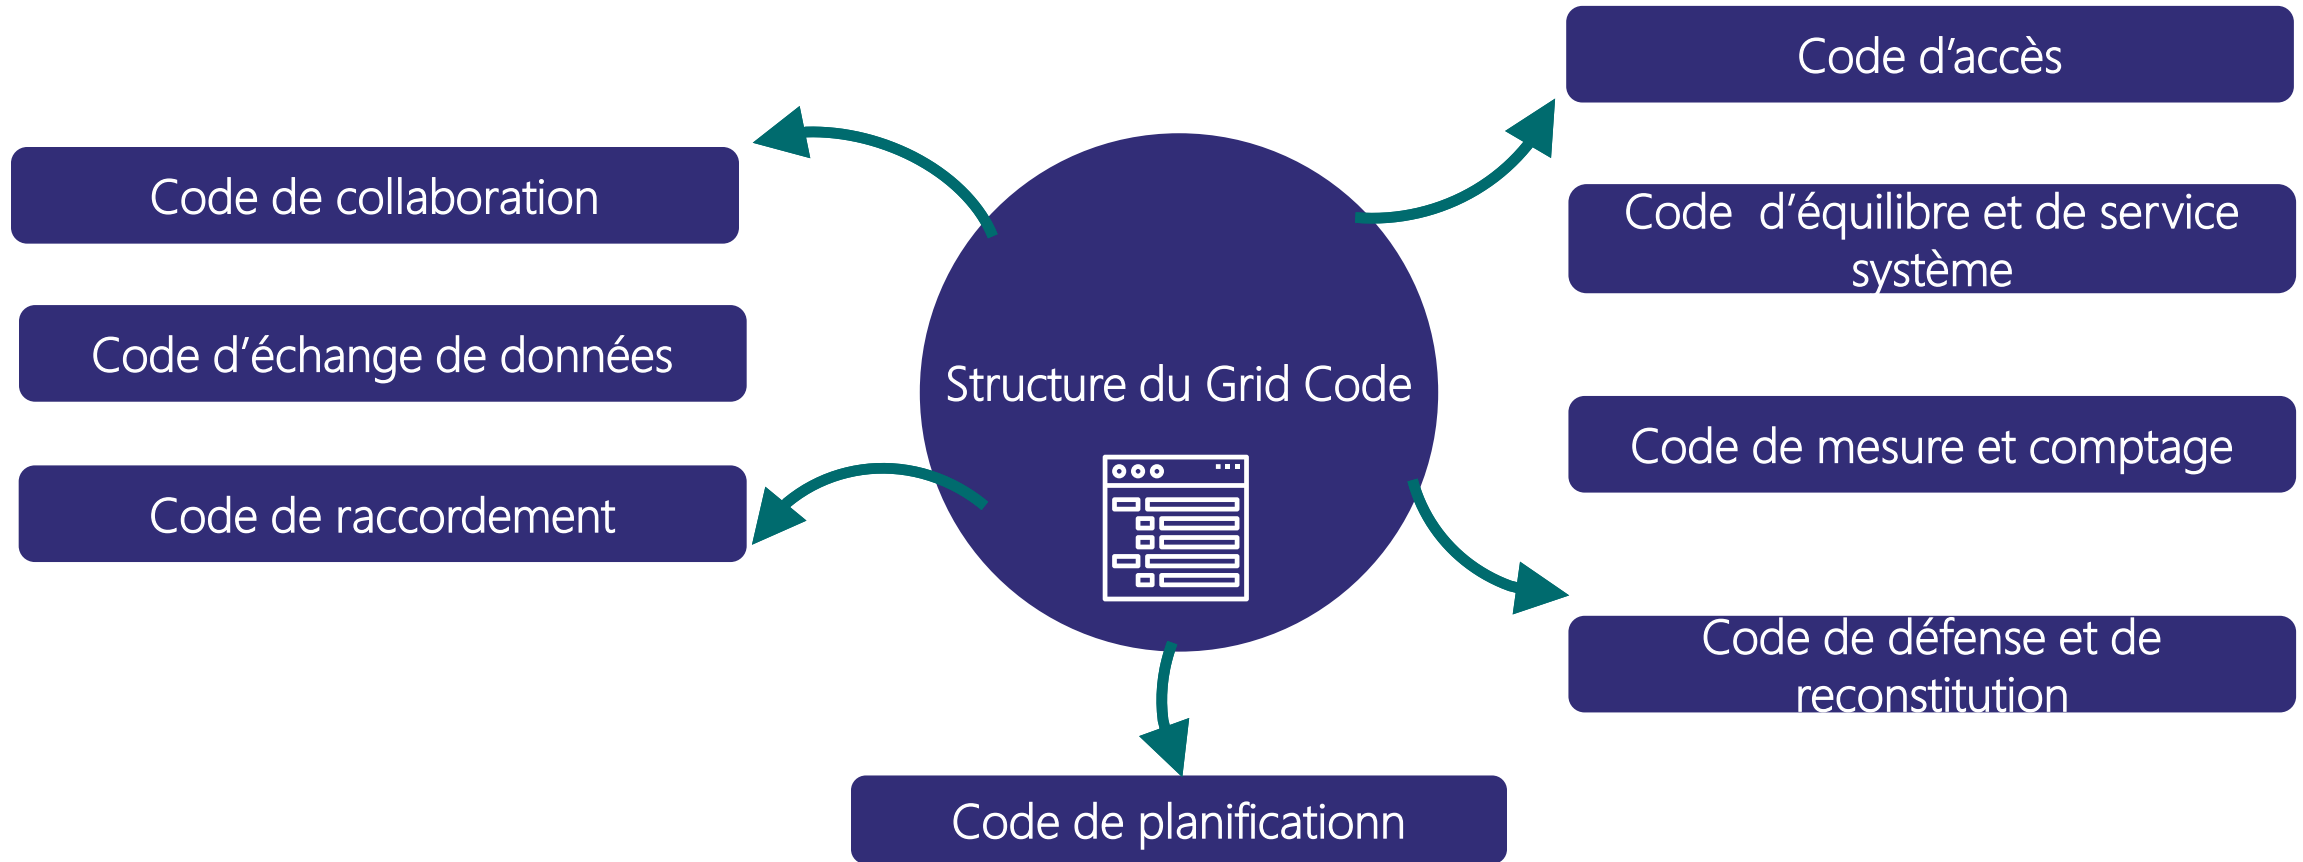 Code d’accès
Code de collaboration
Code  d’équilibre et de service
système
Code d’échange de données
Structure du Grid Code
Code de mesure et comptage
Code de raccordement
Code de défense et de
reconstitution
Code de planificationn